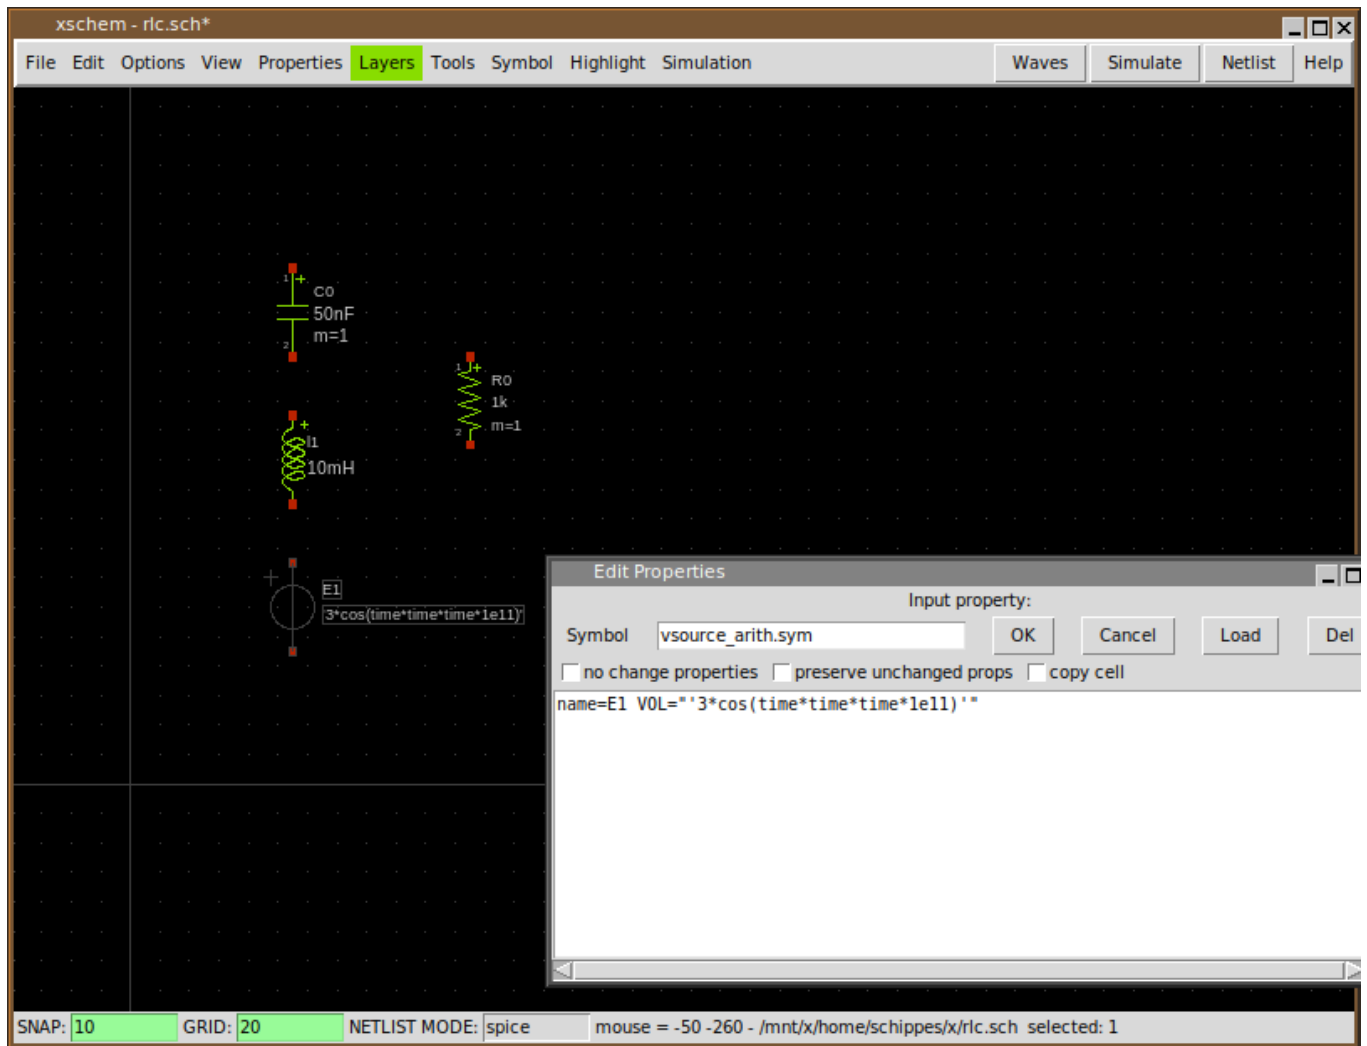 xschem - rlc.sch*
File Edit Options View Properties Layers Tools Symbol Highlight Simulation Waves Simulate Netlist Help
1
C0
50nF
m=1
2
1
R0
1k
m=1
2
l1
10mH
E1
'3*cos(time*time*time*1e11)'
Edit Properties
Input property:
Symbol vsource_arith.sym OK Cancel Load Del
no change properties preserve unchanged props copy cell
name=E1 VOL="'3*cos(time*time*time*1e11)'"
SNAP: 10 GRID: 20 NETLIST MODE: spice mouse = -50 -260 - /mnt/x/home/schippes/x/rlc.sch selected: 1